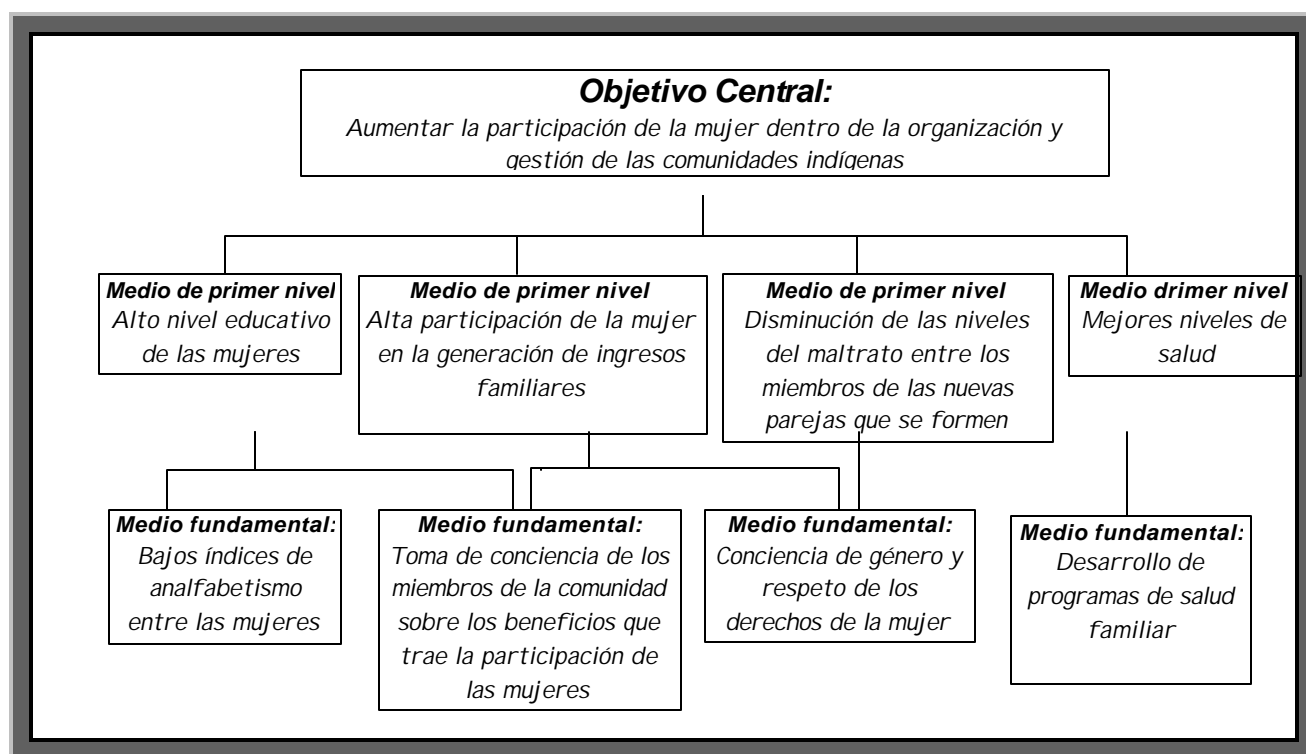 Objetivo Central:
Aumentar la participación de la mujer dentro de la organización y
gestión de las comunidades indígenas
Medio de primer nivel
Alto nivel educativo
de las mujeres
Medio de primer nivel
Alta participación de la mujer
en la generación de ingresos
familiares
Medio de primer nivel
Disminución de las niveles
del maltrato entre los
miembros de las nuevas
parejas que se formen
Medio drimer nivel
Mejores niveles de
salud
Medio fundamental:
Bajos índices de
analfabetismo
entre las mujeres
Medio fundamental:
Toma de conciencia de los
miembros de la comunidad
sobre los beneficios que
trae la participación de
las mujeres
Medio fundamental:
Conciencia de género y
respeto de los
derechos de la mujer
Medio fundamental:
Desarrollo de
programas de salud
familiar